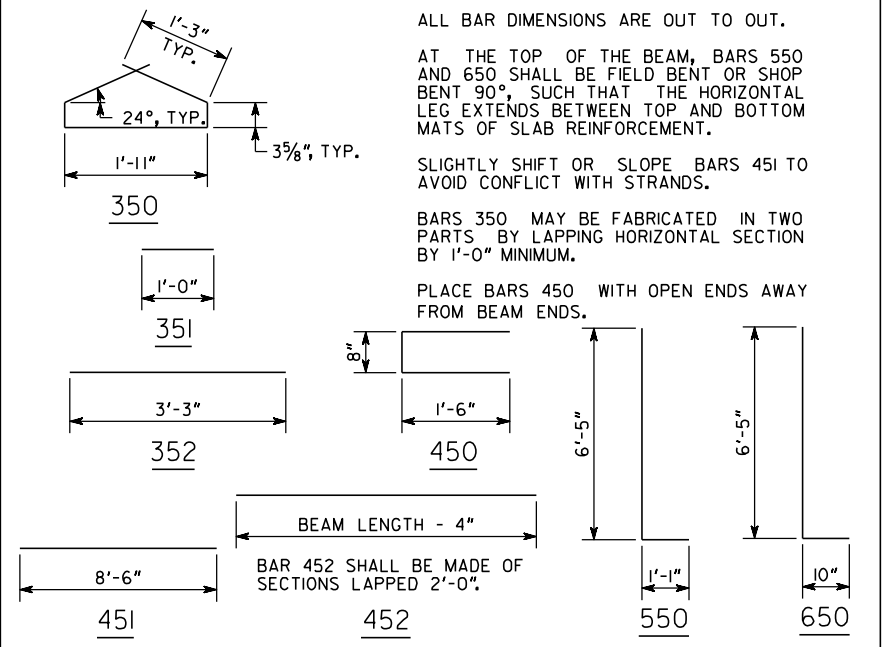 1'-3"
TYP.
24°, TYP.
3⅝", TYP.
1'-11"
350
1'-0"
351
3'-3"
352
8"
1'-6"
450
8'-6"
451
BEAM LENGTH - 4"
BAR 452 SHALL BE MADE OF
SECTIONS LAPPED 2'-0".
452
ALL BAR DIMENSIONS ARE OUT TO OUT.
AT THE TOP OF THE BEAM, BARS 550
AND 650 SHALL BE FIELD BENT OR SHOP
BENT 90°, SUCH THAT THE HORIZONTAL
LEG EXTENDS BETWEEN TOP AND BOTTOM
MATS OF SLAB REINFORCEMENT.
SLIGHTLY SHIFT OR SLOPE BARS 451 TO
AVOID CONFLICT WITH STRANDS.
BARS 350 MAY BE FABRICATED IN TWO
PARTS BY LAPPING HORIZONTAL SECTION
BY 1'-0" MINIMUM.
PLACE BARS 450 WITH OPEN ENDS AWAY
FROM BEAM ENDS.
6'-5"
1'-1"
550
6'-5"
10"
650